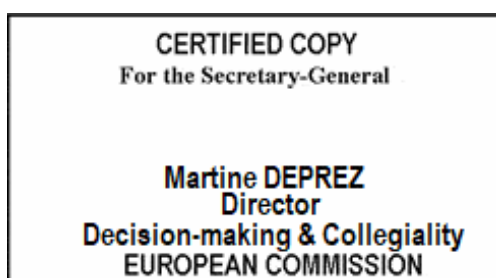 CERTIFIED COPY
For the Secretary-General
Martine DEPREZ
Director
Decision-making & Collegiality
EUROPEAN COMMISSION